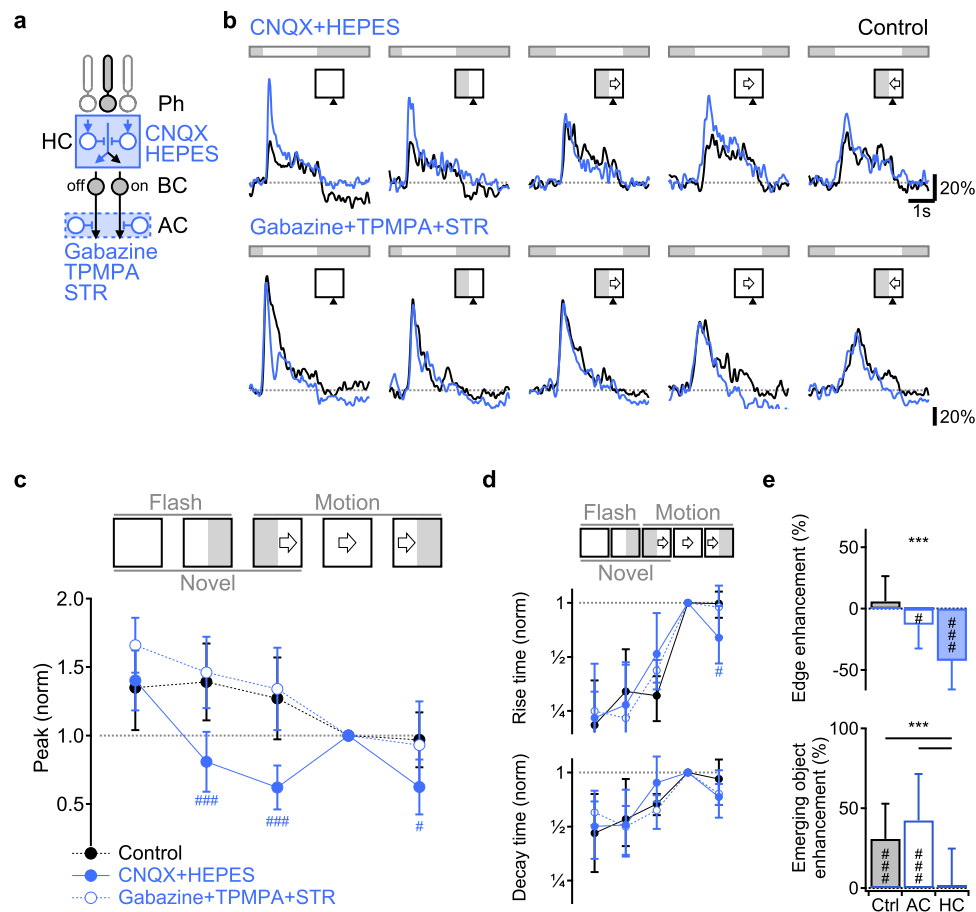 a
Ph
HC
CNQX
HEPES
off
on
BC
AC
Gabazine
TPMPA
STR
b
CNQX+HEPES
Control
20%
1s
Gabazine+TPMPA+STR
20%
c
Flash
Motion
Novel
2.0
1.5
1.0
0.5
Peak (norm)
###
###
#
Control
CNQX+HEPES
Gabazine+TPMPA+STR
d
Flash
Motion
Novel
1
1/2
1/4
Rise time (norm)
#
1
1/2
1/4
Decay time (norm)
e
Edge enhancement (%)
50
0
-50
***
#
###
Emerging object
enhancement (%)
100
50
0
***
###
###
Ctrl
AC
HC